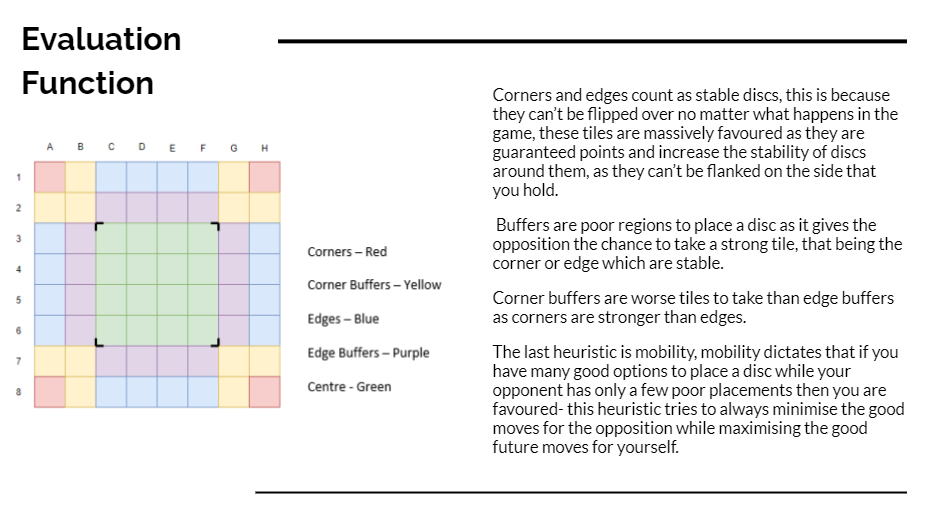 Evaluation
Function
A B C D E F G H
1
2
3
4
5
6
7
8
Corners – Red
Corner Buffers – Yellow
Edges – Blue
Edge Buffers – Purple
Centre - Green
Corners and edges count as stable discs, this is because
they can't be flipped over no matter what happens in the
game, these tiles are massively favoured as they are
guaranteed points and increase the stability of discs
around them, as they can't be flanked on the side that
you hold.
Buffers are poor regions to place a disc as it gives the
opposition the chance to take a strong tile, that being the
corner or edge which are stable.
Corner buffers are worse tiles to take than edge buffers
as corners are stronger than edges.
The last heuristic is mobility, mobility dictates that if you
have many good options to place a disc while your
opponent has only a few poor placements then you are
favoured- this heuristic tries to always minimise the good
moves for the opposition while maximising the good
future moves for yourself.